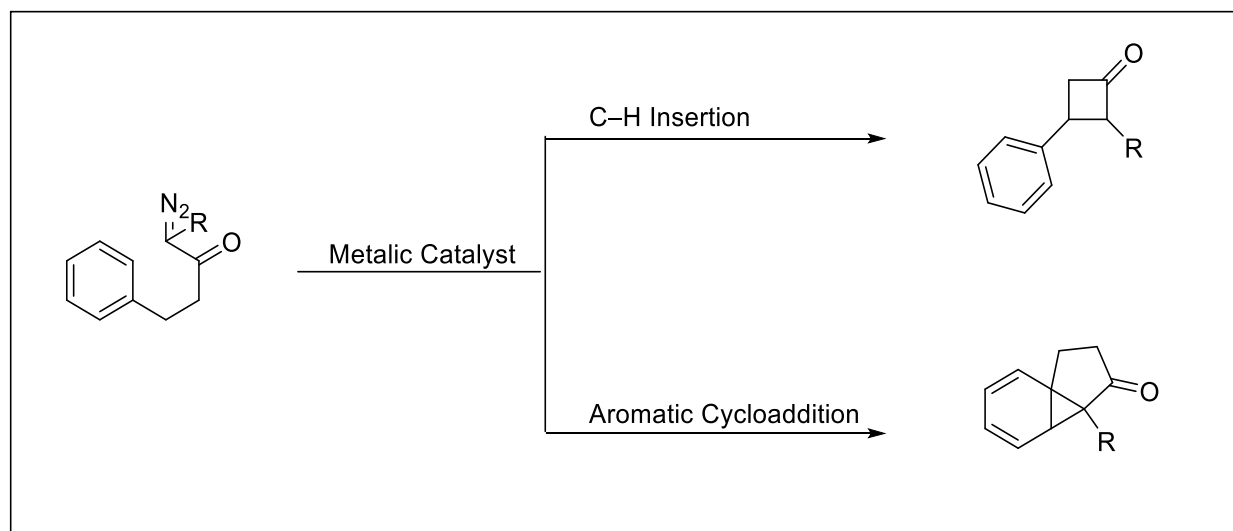 O
C–H Insertion
R
N2
R
O
Metalic Catalyst
O
Aromatic Cycloaddition
R